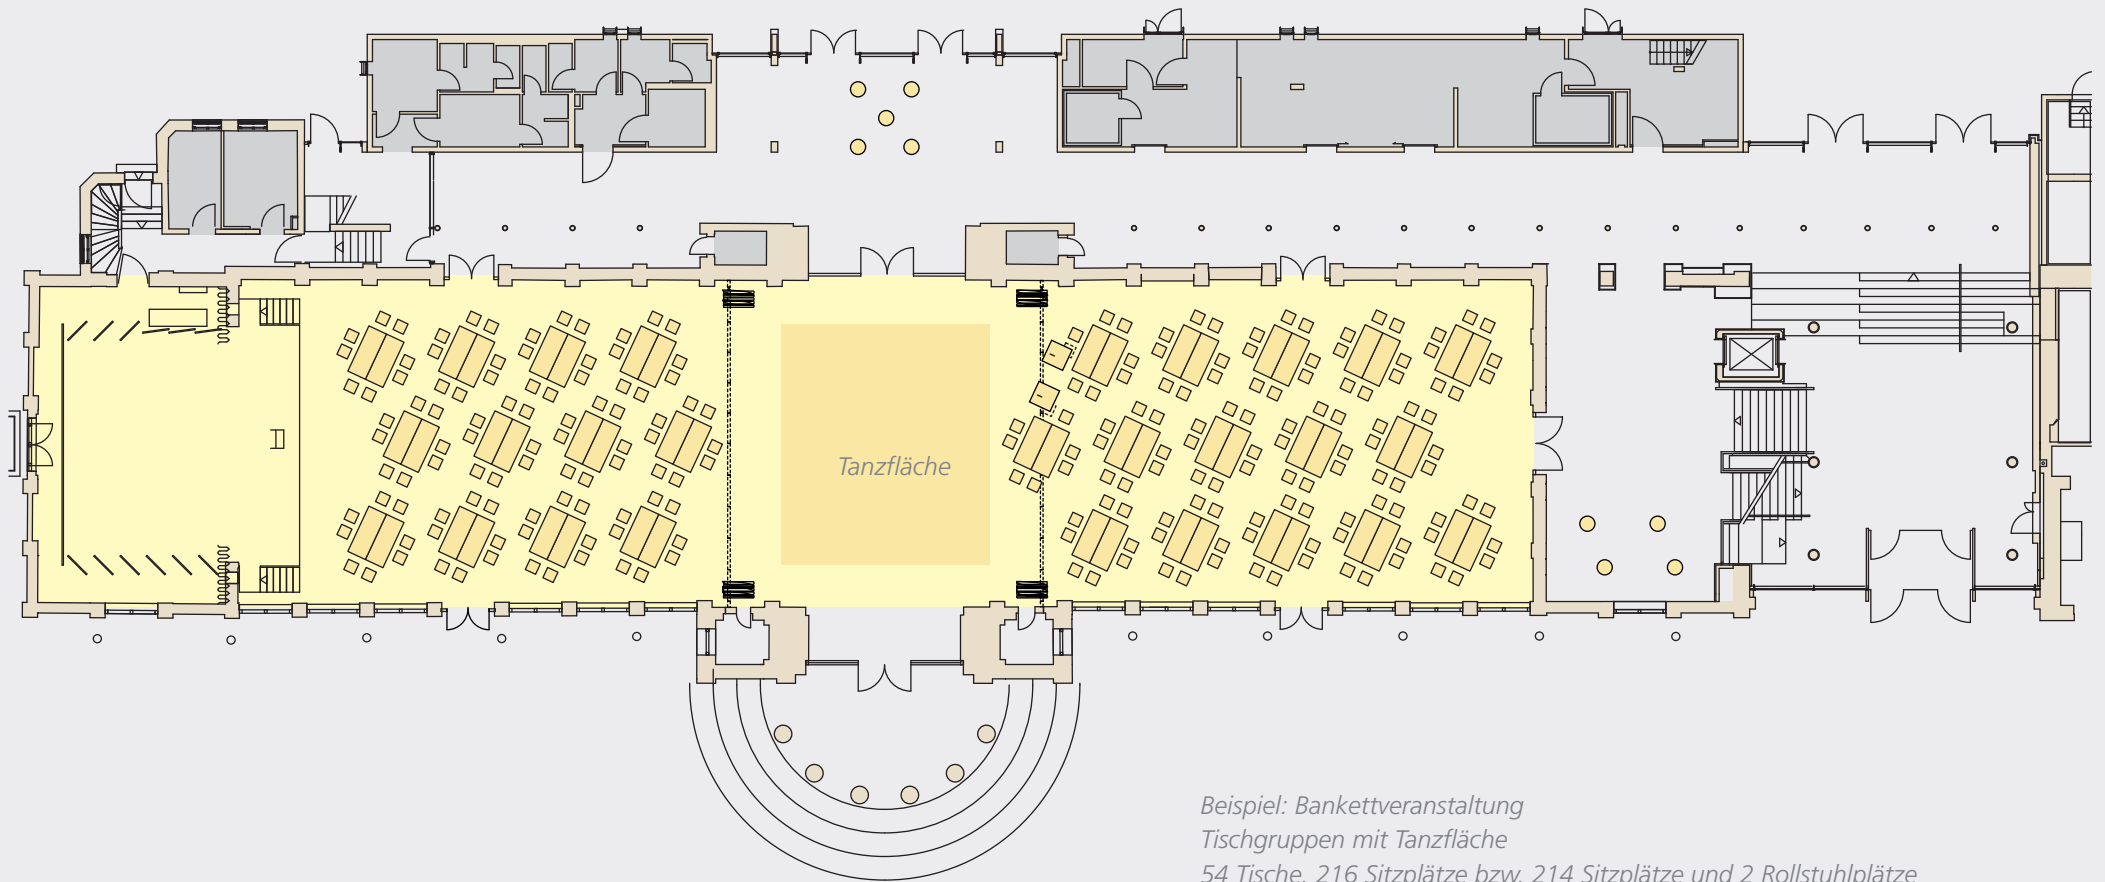 Tanzfläche
Beispiel: Bankettveranstaltung
Tischgruppen mit Tanzfläche
54 Tische, 216 Sitzplätze bzw. 214 Sitzplätze und 2 Rollstuhlplätze